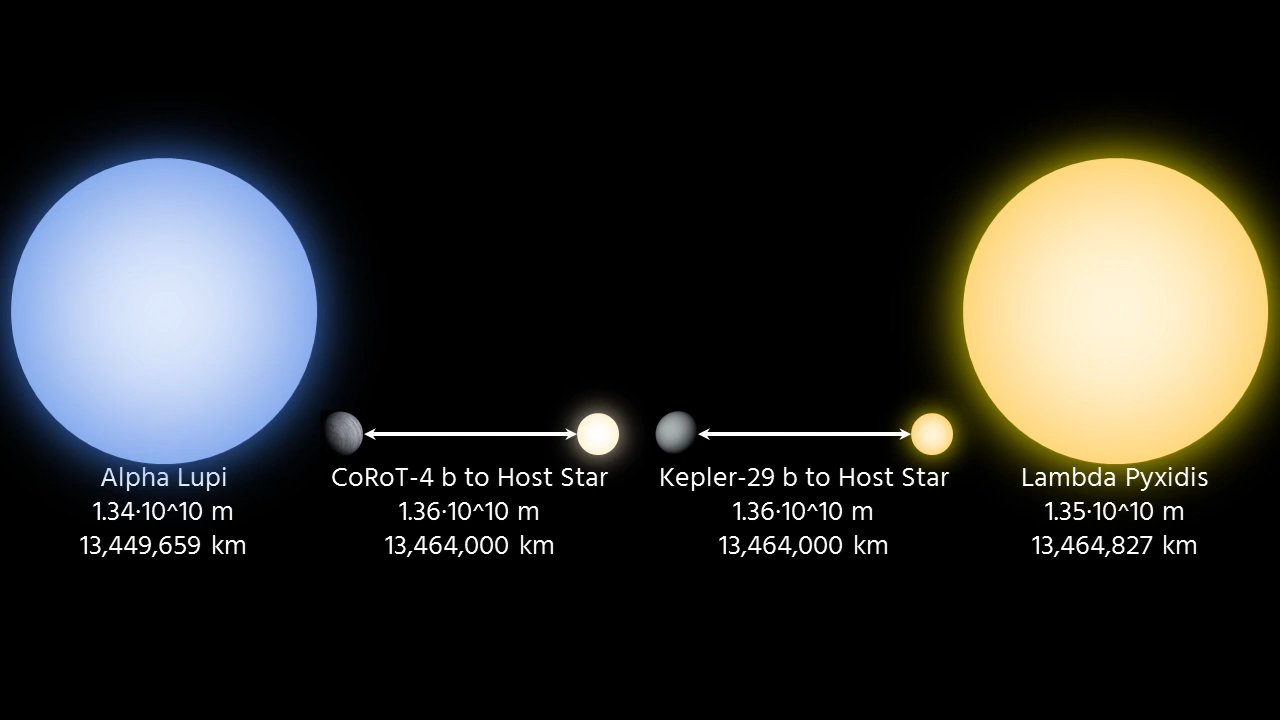 Alpha Lupi
1.34·10^10 m
13,449,659 km
CoRoT-4 b to Host Star
1.36·10^10 m
13,464,000 km
Kepler-29 b to Host Star
1.36·10^10 m
13,464,000 km
Lambda Pyxidis
1.35·10^10 m
13,464,827 km